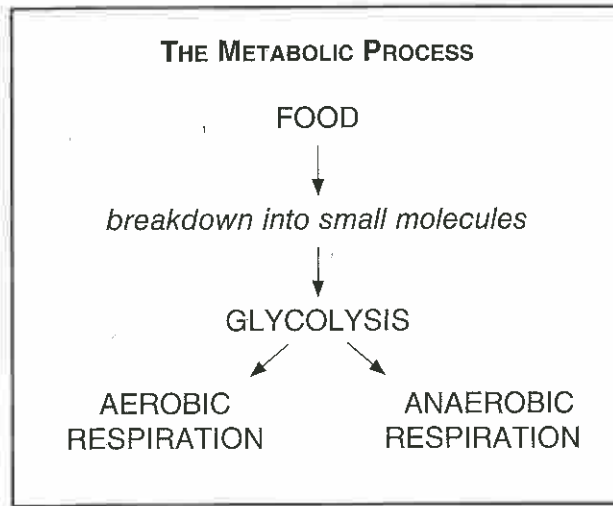 THE METABOLIC PROCESS
FOOD
breakdown into small molecules
GLYCOLYSIS
AEROBIC
RESPIRATION
ANAEROBIC
RESPIRATION